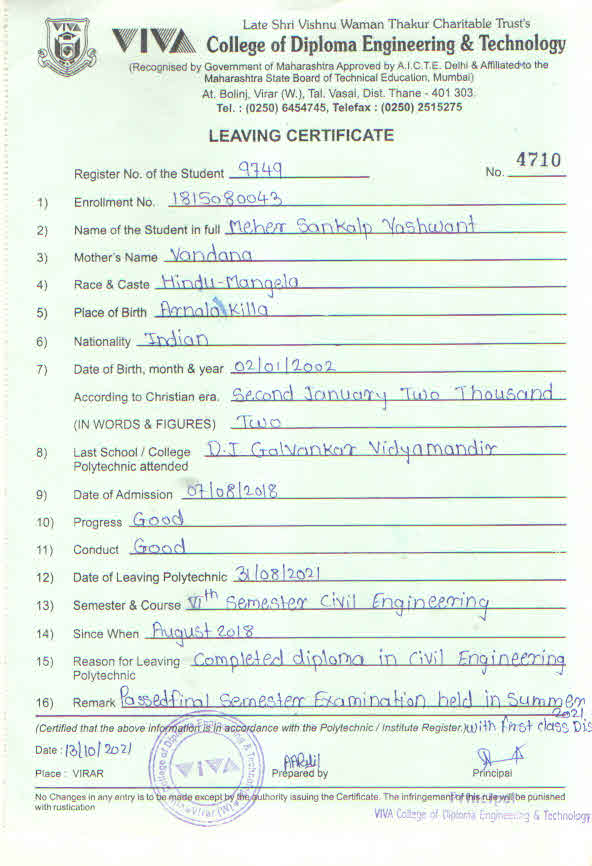 Late Shri Vishnu Waman Thakur Charitable Trust's
VIVA College of Diploma Engineering & Technology
(Recognised by Government of Maharashtra Approved by A.I.C.T.E. Delhi & Affiliated to the
Maharashtra State Board of Technical Education, Mumbai)
At. Bolinj, Virar (W.), Tal. Vasai, Dist. Thane - 401 303.
Tel. : (0250) 6454745, Telefax : (0250) 2515275
LEAVING CERTIFICATE
Register No. of the Student 9749 No. 4710
1) Enrollment No. 1815080043
2) Name of the Student in full Meher Sankalp Yashwant
3) Mother's Name Vandana
4) Race & Caste Hindu-Mangela
5) Place of Birth Arnala Killa
6) Nationality Indian
7) Date of Birth, month & year 02/01/2002
According to Christian era. Second January Two Thousand
(IN WORDS & FIGURES) Two
8) Last School / College D.J Galvankar Vidyamandir
Polytechnic attended
9) Date of Admission 07/08/2018
10) Progress Good
11) Conduct Good
12) Date of Leaving Polytechnic 31/08/2021
13) Semester & Course VIth Semester Civil Engineering
14) Since When August 2018
15) Reason for Leaving Completed diploma in Civil Engineering
Polytechnic
16) Remark Passed final Semester Examination held in Summer
2021
(Certified that the above information is in accordance with the Polytechnic / Institute Register.) with first class Dis
Date : 13/10/2021
Place : VIRAR Prepared by Principal
No Changes in any entry is to be made except by the authority issuing the Certificate. The infringement of this rule will be punished
with rustication
Principal
VIVA College of Diploma Engineering & Technology
College of Diploma Engineering & Technology
VIVA
Virar (W)